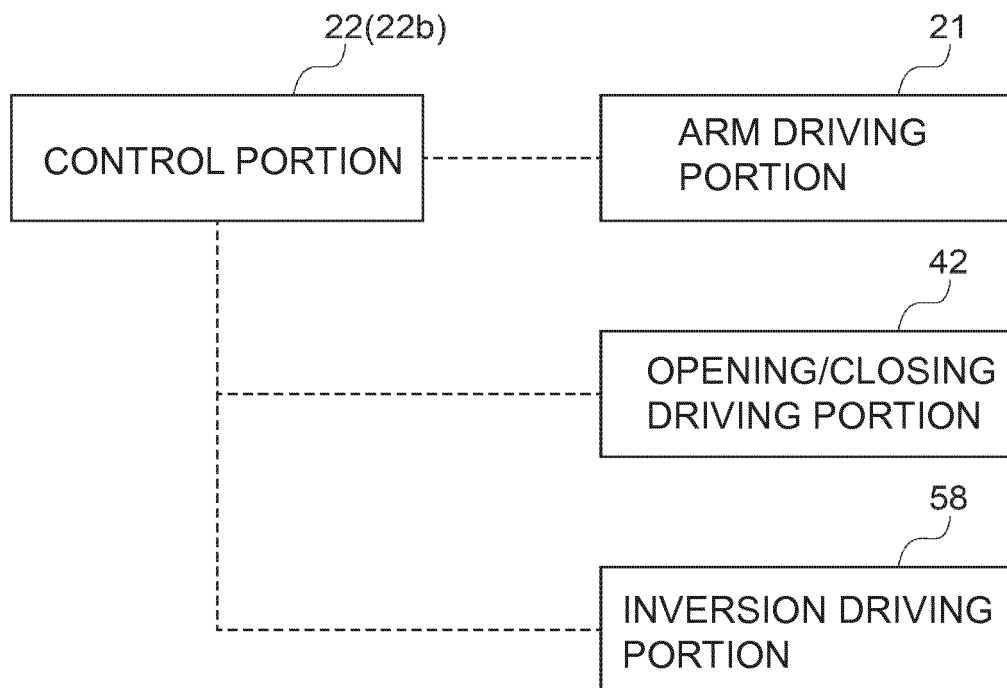 22(22b)
CONTROL PORTION
21
ARM DRIVING
PORTION
42
OPENING/CLOSING
DRIVING PORTION
58
INVERSION DRIVING
PORTION